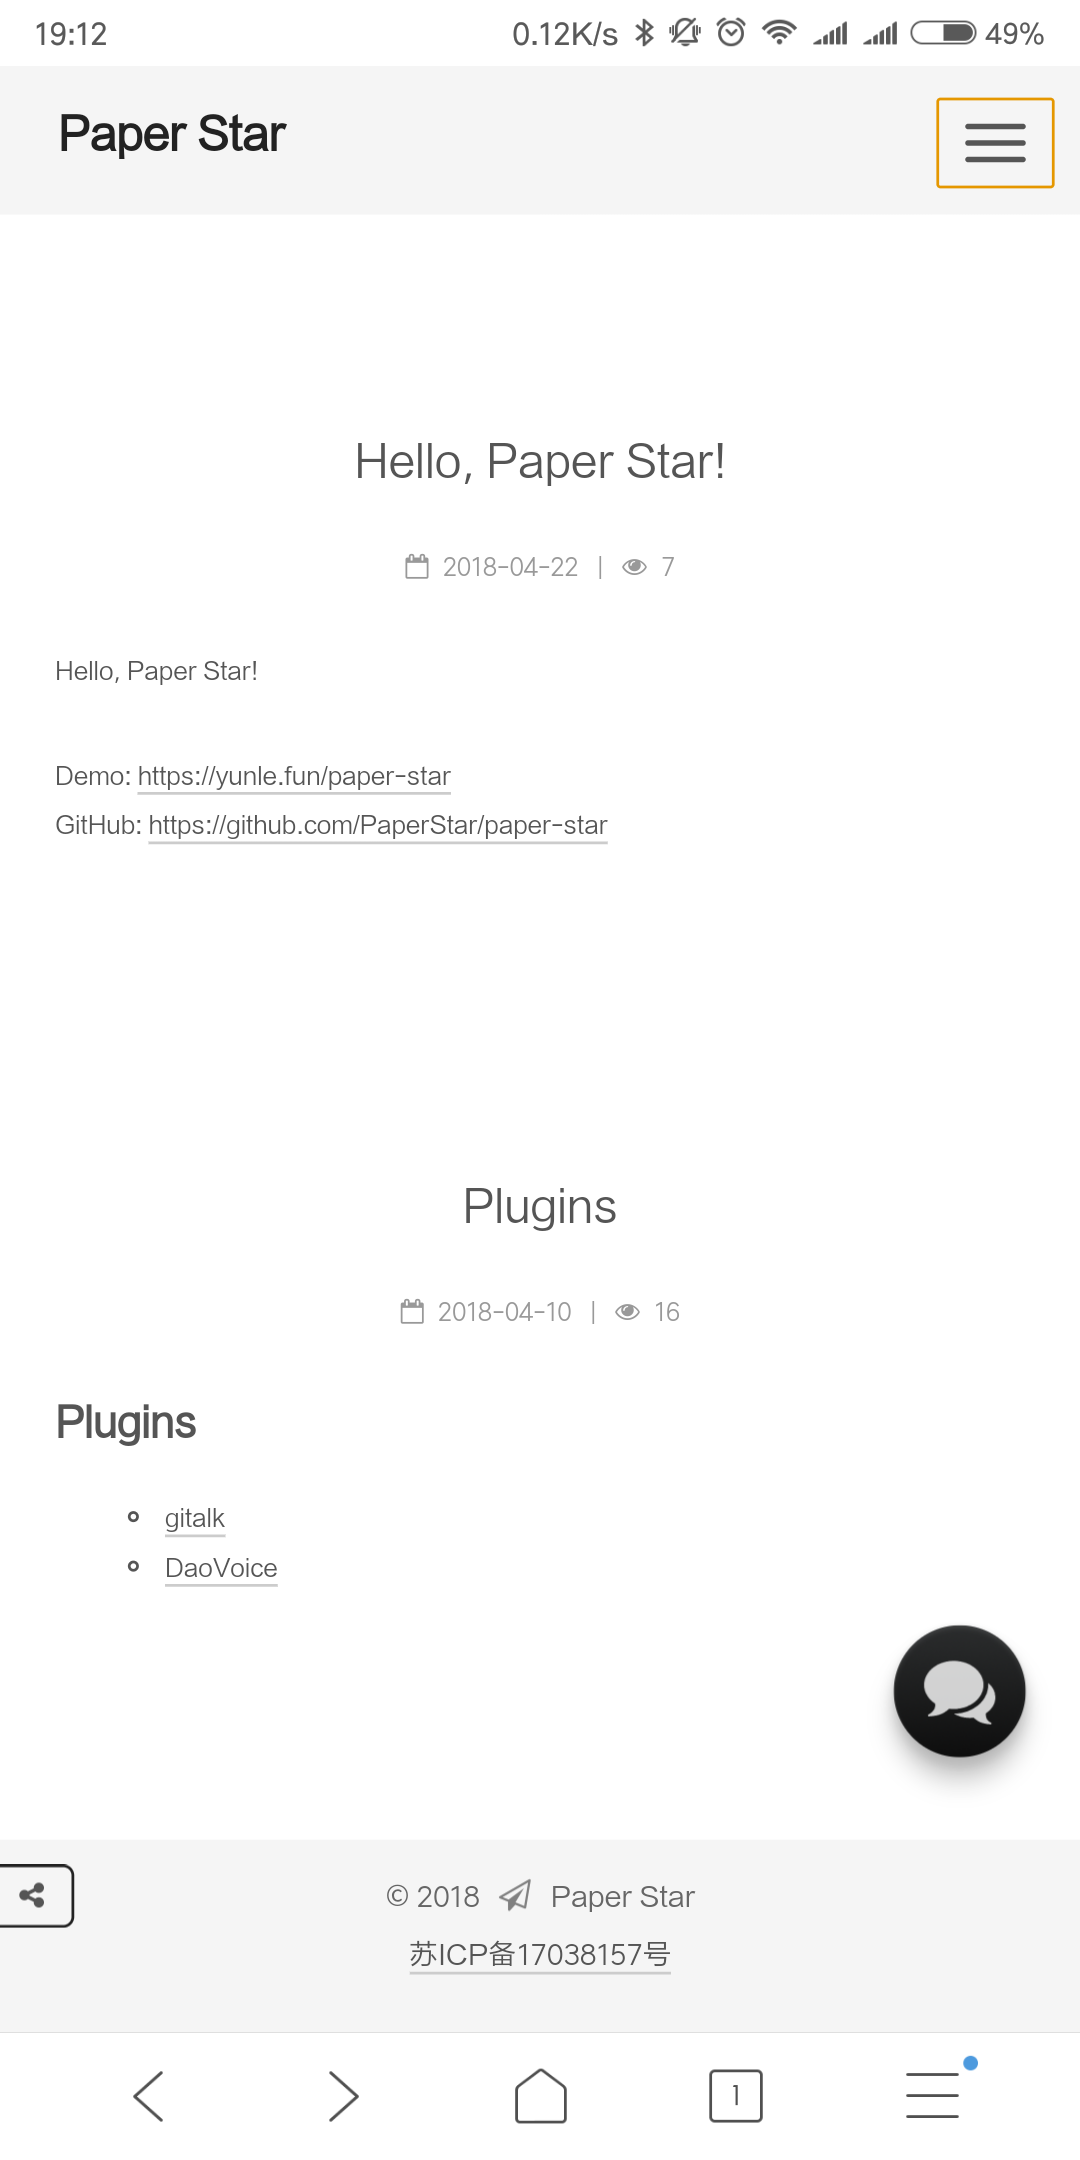 19:12 0.12K/s 49%
Paper Star
Hello, Paper Star!
2018-04-22 | 7
Hello, Paper Star!
Demo: https://yunle.fun/paper-star
GitHub: https://github.com/PaperStar/paper-star
Plugins
2018-04-10 | 16
Plugins
gitalk
DaoVoice
© 2018 Paper Star
苏ICP备17038157号
1